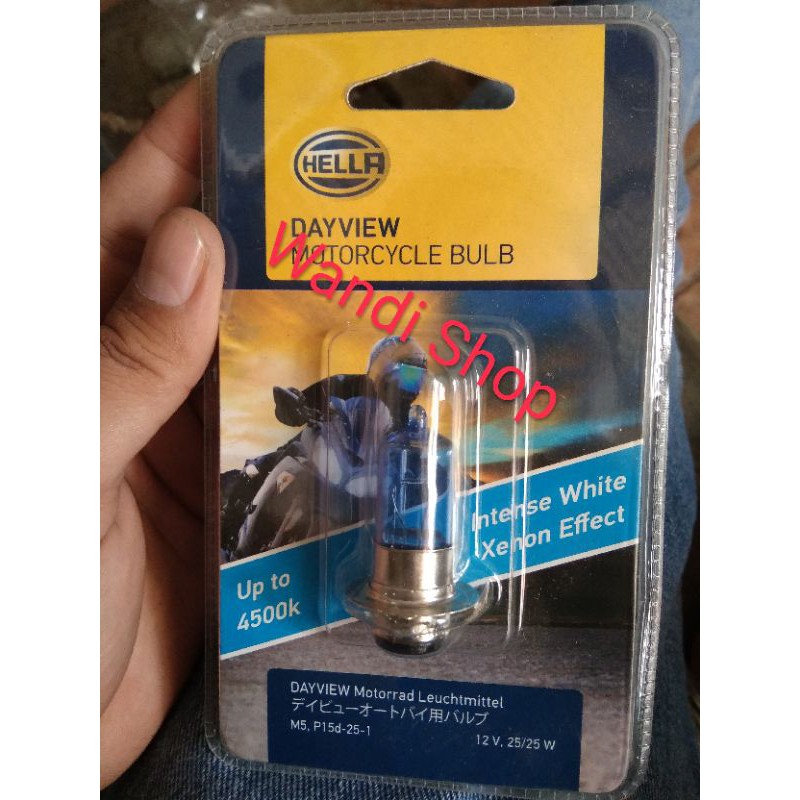 HELLA
DAYVIEW
MOTORCYCLE BULB
Wandi Shop
Intense White
Xenon Effect
Up to
4500k
DAYVIEW Motorrad Leuchtmittel
デイビューオートバイ用バルブ
M5, P15d-25-1
12 V, 25/25 W